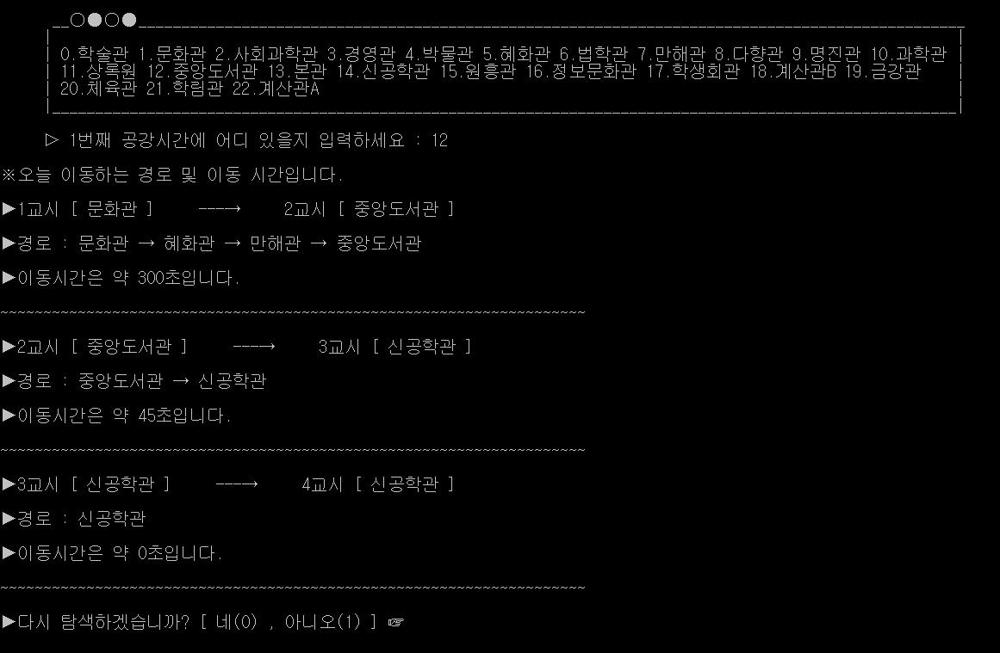 ○●○●
0.학술관 1.문화관 2.사회과학관 3.경영관 4.박물관 5.혜화관 6.법학관 7.만해관 8.다향관 9.명진관 10.과학관
11.상록원 12.중앙도서관 13.본관 14.신공학관 15.원흥관 16.정보문화관 17.학생회관 18.계산관B 19.금강관
20.체육관 21.학림관 22.계산관A
▷ 1번째 공강시간에 어디 있을지 입력하세요 : 12
※오늘 이동하는 경로 및 이동 시간입니다.
▶1교시 [ 문화관 ] ---→ 2교시 [ 중앙도서관 ]
▶경로 : 문화관 → 혜화관 → 만해관 → 중앙도서관
▶이동시간은 약 300초입니다.
~~~~~~~~~~~~~~~~~~~~~~~~~~~~~~~~~~~~~~~~~~~~~~~~~~~~~~~~~~~~~~~~~~~~
▶2교시 [ 중앙도서관 ] ---→ 3교시 [ 신공학관 ]
▶경로 : 중앙도서관 → 신공학관
▶이동시간은 약 45초입니다.
~~~~~~~~~~~~~~~~~~~~~~~~~~~~~~~~~~~~~~~~~~~~~~~~~~~~~~~~~~~~~~~~~~~~
▶3교시 [ 신공학관 ] ---→ 4교시 [ 신공학관 ]
▶경로 : 신공학관
▶이동시간은 약 0초입니다.
~~~~~~~~~~~~~~~~~~~~~~~~~~~~~~~~~~~~~~~~~~~~~~~~~~~~~~~~~~~~~~~~~~~~
▶다시 탐색하겠습니까? [ 네(0) , 아니오(1) ] ☞